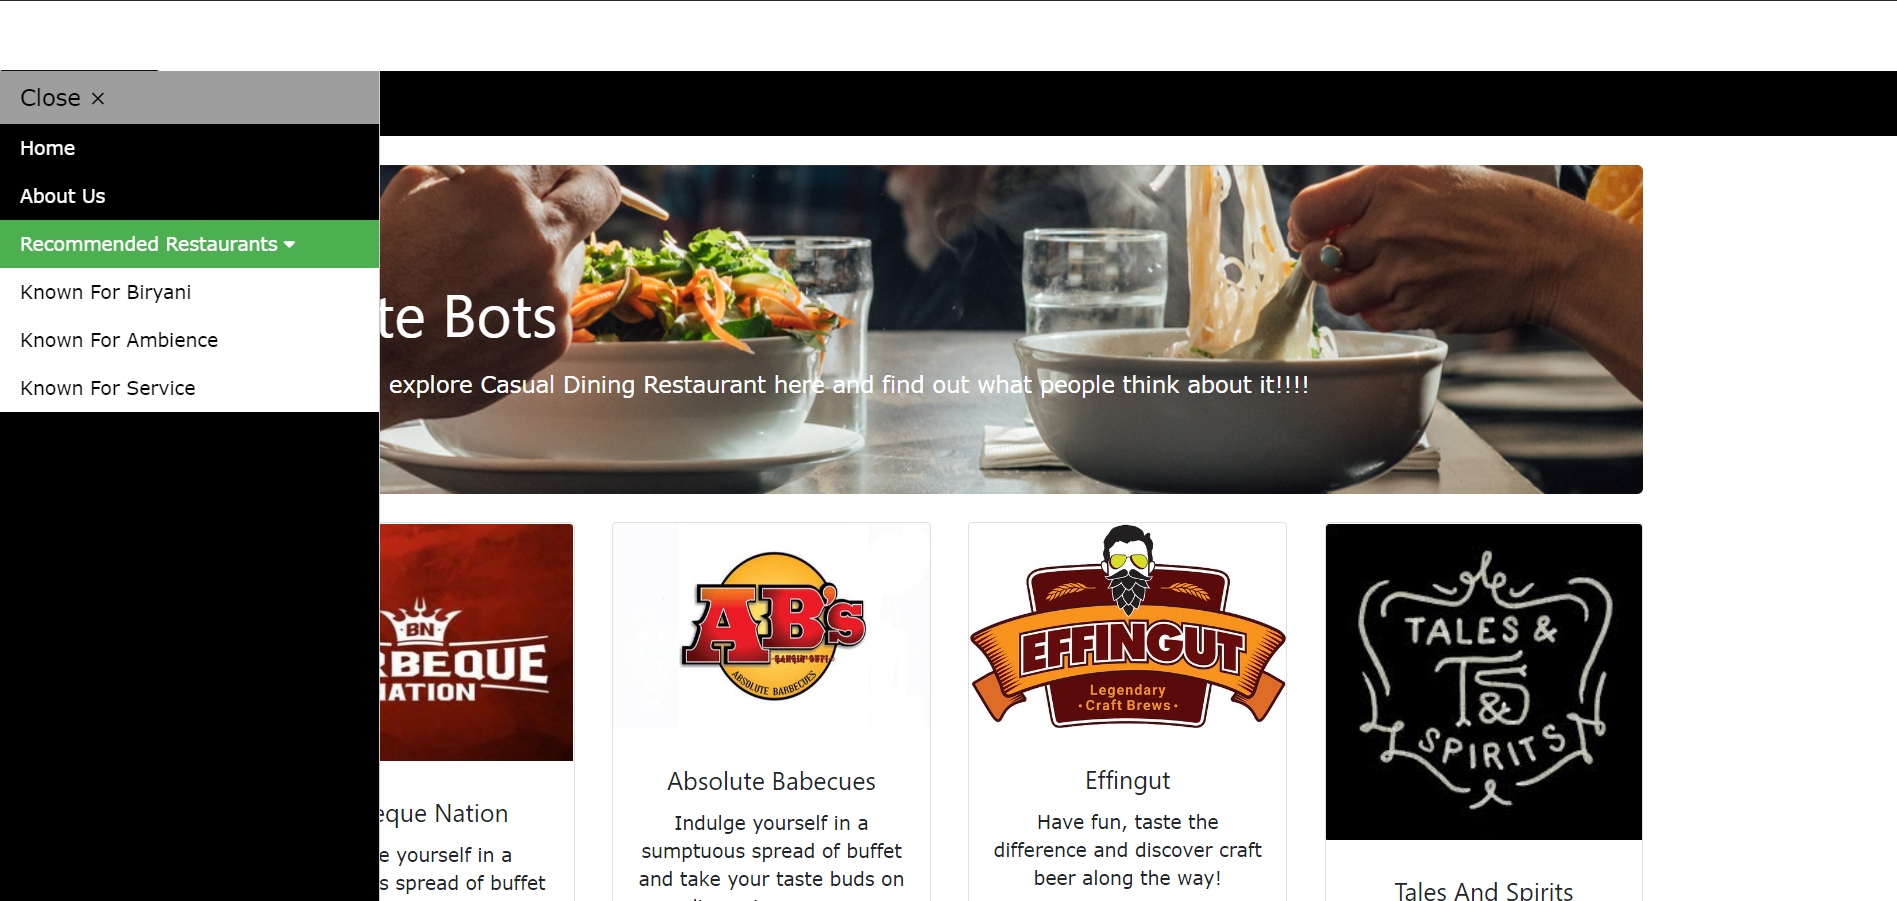 Close ×
Home
About Us
Recommended Restaurants
Known For Biryani
Known For Ambience
Known For Service
te Bots
explore Casual Dining Restaurant here and find out what people think about it!!!!
BN
RBEQUE
NATION
eque Nation
e yourself in a
s spread of buffet
AB's
ABSOLUTE BARBECUES
Absolute Babecues
Indulge yourself in a
sumptuous spread of buffet
and take your taste buds on
EFFINGUT
Legendary
• Craft Brews •
Effingut
Have fun, taste the
difference and discover craft
beer along the way!
TALES &
T&S
SPIRITS
Tales And Spirits